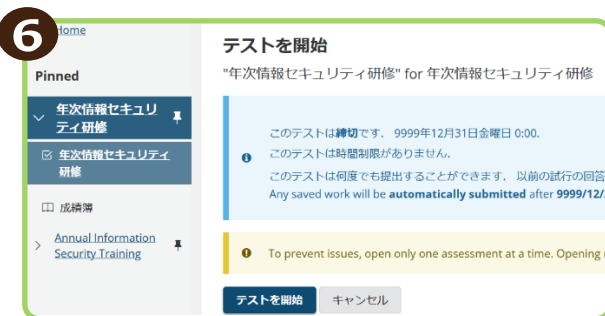 6
Home
Pinned
年次情報セキュリ
ティ研修
年次情報セキュリティ
研修
成績簿
Annual Information
Security Training
テストを開始
"年次情報セキュリティ研修" for 年次情報セキュリティ研修
このテストは締切です. 9999年12月31日金曜日 0:00.
このテストは時間制限がありません.
このテストは何度でも提出することができます. 以前の試行の回答
Any saved work will be automatically submitted after 9999/12/
To prevent issues, open only one assessment at a time. Opening
テストを開始 キャンセル